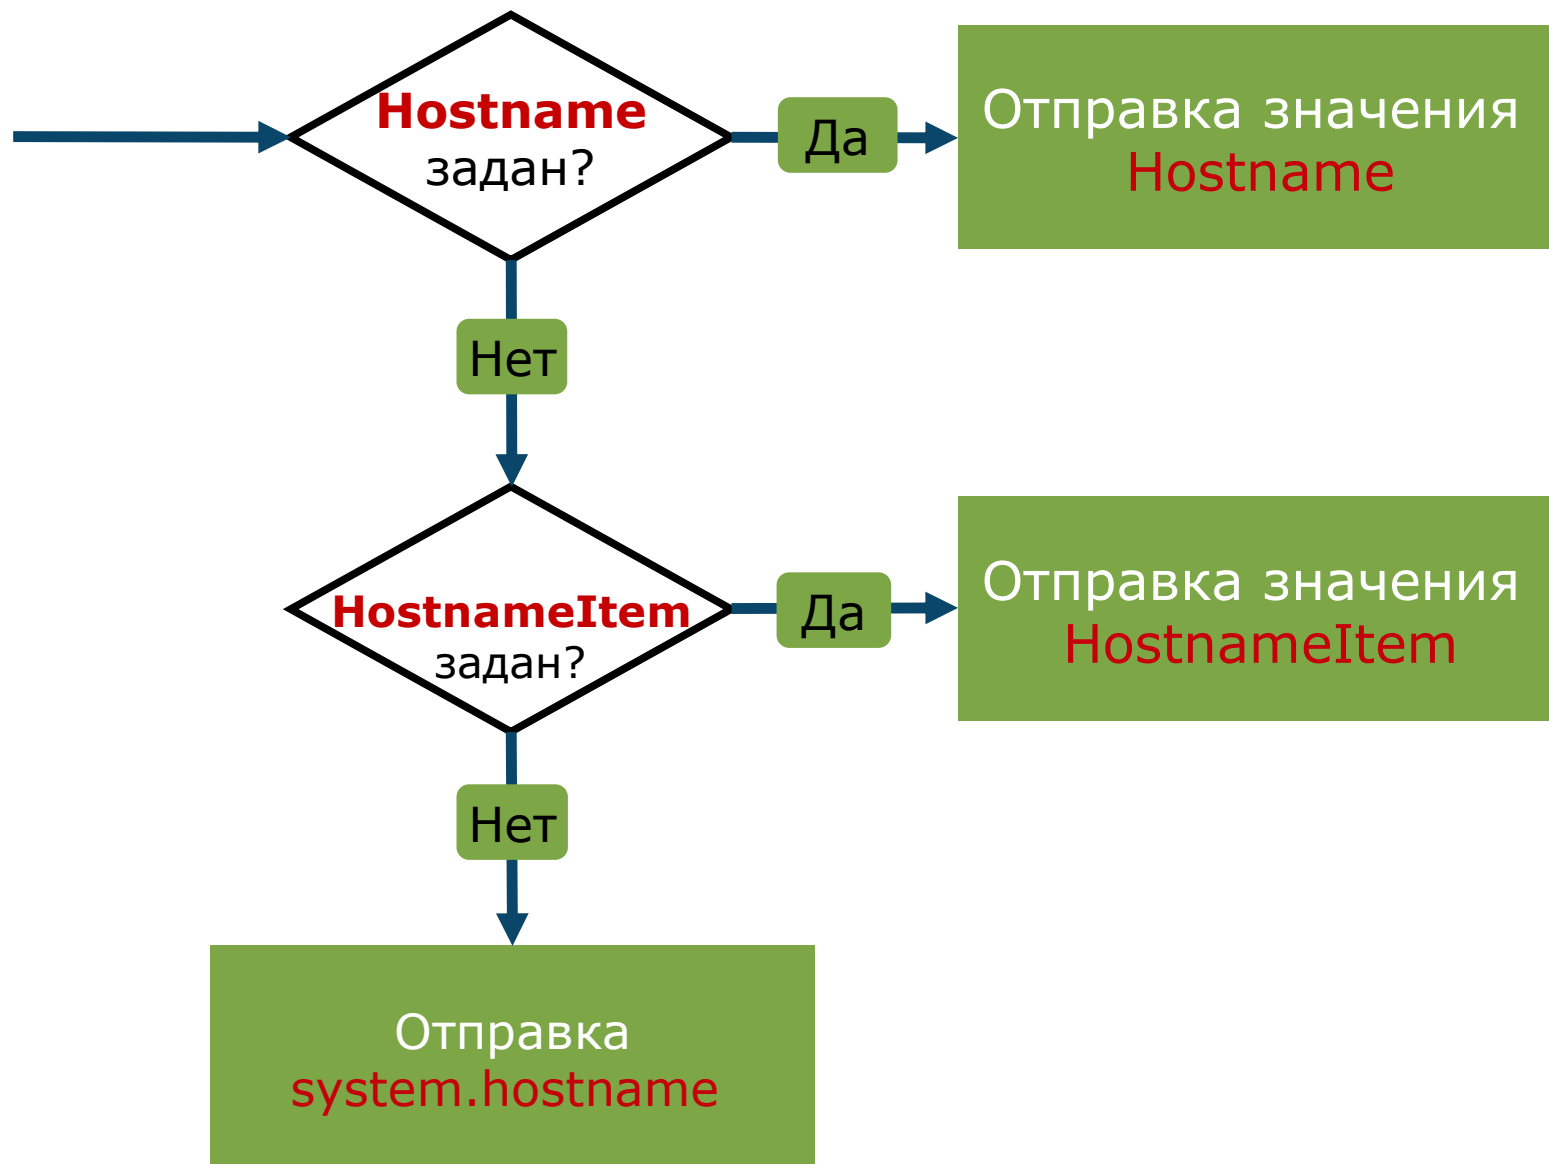 Hostname
задан?
Да
Отправка значения
Hostname
Нет
HostnameItem
задан?
Да
Отправка значения
HostnameItem
Нет
Отправка
system.hostname